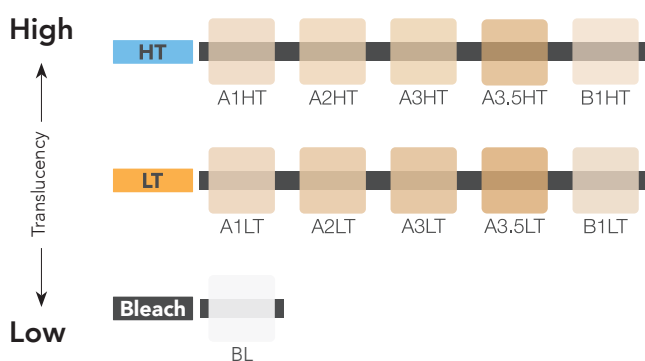 High
HT
A1HT A2HT A3HT A3.5HT B1HT
Translucency
LT
A1LT A2LT A3LT A3.5LT B1LT
Bleach
Low
BL